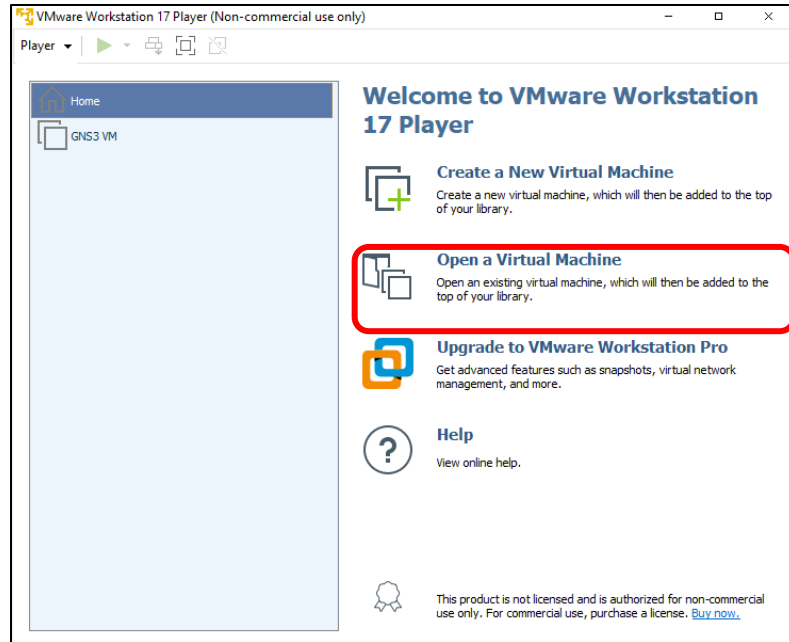 VMware Workstation 17 Player (Non-commercial use only)
Player
Home
GNS3 VM
Welcome to VMware Workstation
17 Player
Create a New Virtual Machine
Create a new virtual machine, which will then be added to the top
of your library.
Open a Virtual Machine
Open an existing virtual machine, which will then be added to the
top of your library.
Upgrade to VMware Workstation Pro
Get advanced features such as snapshots, virtual network
management, and more.
Help
View online help.
This product is not licensed and is authorized for non-commercial
use only. For commercial use, purchase a license. Buy now.